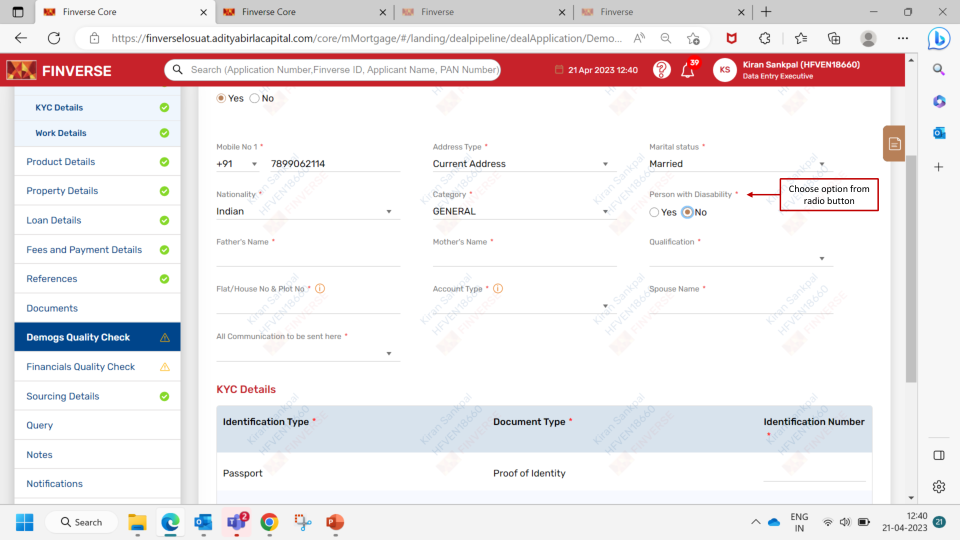 Finverse Core
Finverse Core
Finverse
Finverse
https://finverselosuat.adityabirlacapital.com/core/mMortgage/#/landing/dealpipeline/dealApplication/Demo...
FINVERSE
Search (Application Number,Finverse ID, Applicant Name, PAN Number)
21 Apr 2023 12:40
39
KS
Kiran Sankpal (HFVEN18660)
Data Entry Executive
KYC Details
Work Details
Product Details
Property Details
Loan Details
Fees and Payment Details
References
Documents
Demogs Quality Check
Financials Quality Check
Sourcing Details
Query
Notes
Notifications
Yes No
Mobile No 1 * Address Type * Marital status *
+91 7899062114 Current Address Married
Nationality * Category * Person with Diasability *
Indian GENERAL Yes No
Choose option from
radio button
Father's Name * Mother's Name * Qualification *
Flat/House No & Plot No * Account Type * Spouse Name *
All Communication to be sent here *
KYC Details
Identification Type * Document Type * Identification Number
*
Passport Proof of Identity
Kiran Sankpal
HFVEN18660
FINVERSE
Search
2
ENG
IN
12:40
21-04-2023
21